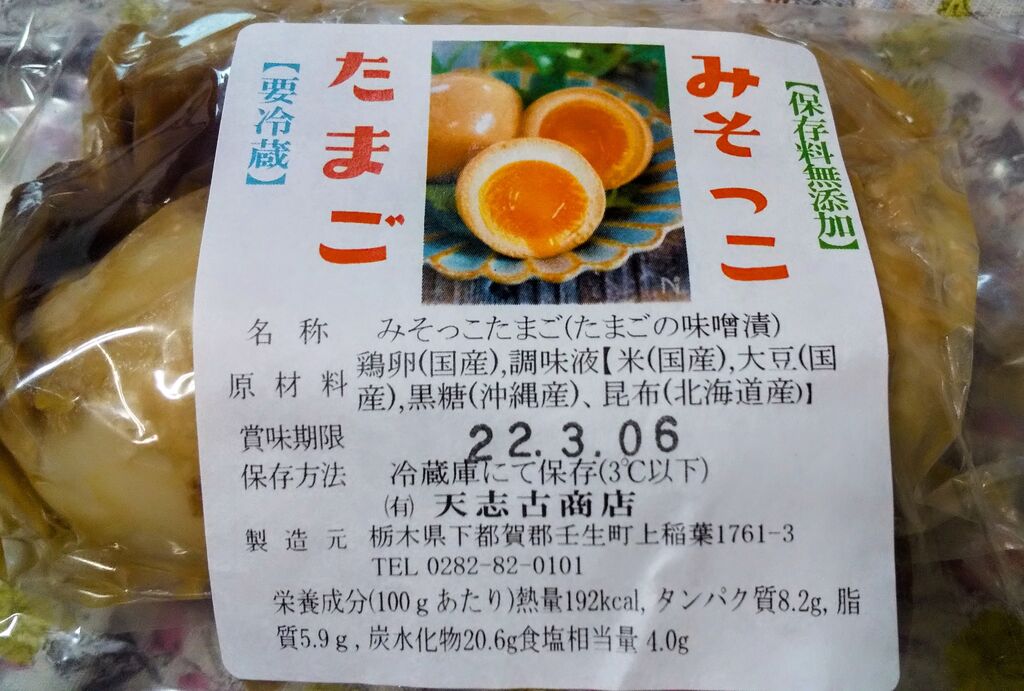 【保存料無添加】
みそっこ
たまご
【要冷蔵】
名称 みそっこたまご(たまごの味噌漬)
原材料 鶏卵(国産),調味液【米(国産),大豆(国
産),黒糖(沖縄産)、昆布(北海道産)】
賞味期限 22.3.06
保存方法 冷蔵庫にて保存(3℃以下)
(有) 天志古商店
製造元 栃木県下都賀郡壬生町上稲葉1761-3
TEL 0282-82-0101
栄養成分(100gあたり)熱量192kcal, タンパク質8.2g, 脂
質5.9g, 炭水化物20.6g食塩相当量 4.0g